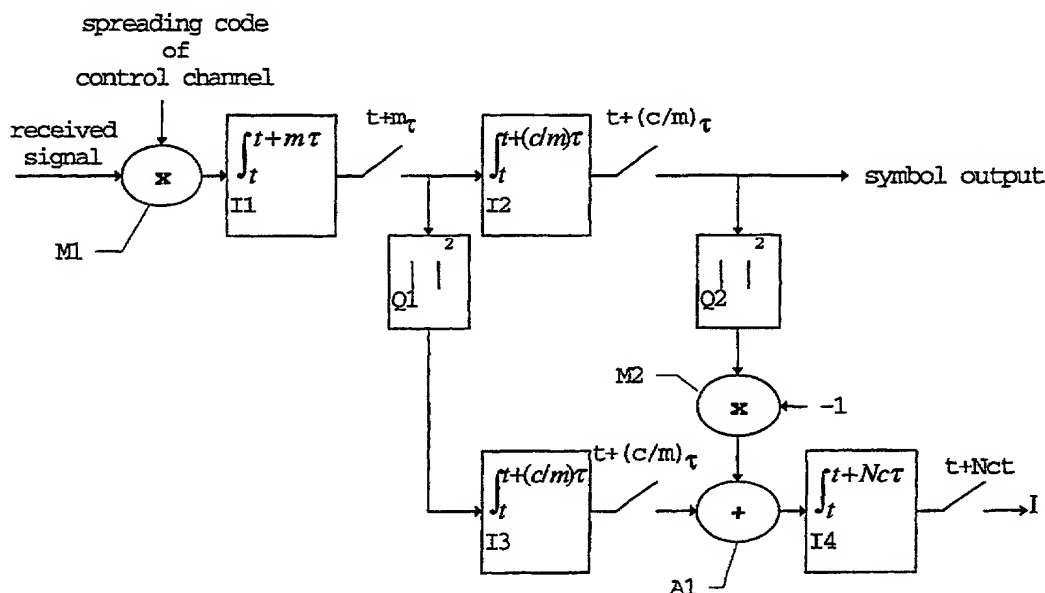 spreading code
of
control channel
received
signal
x
M1
∫ₜ t+mτ
I1
t+mτ
∫ₜ t+(c/m)τ
I2
t+(c/m)τ
symbol output
| |²
Q1
| |²
Q2
M2
x
-1
∫ₜ t+(c/m)τ
I3
t+(c/m)τ
+
A1
∫ₜ t+Ncτ
I4
t+Nct
I